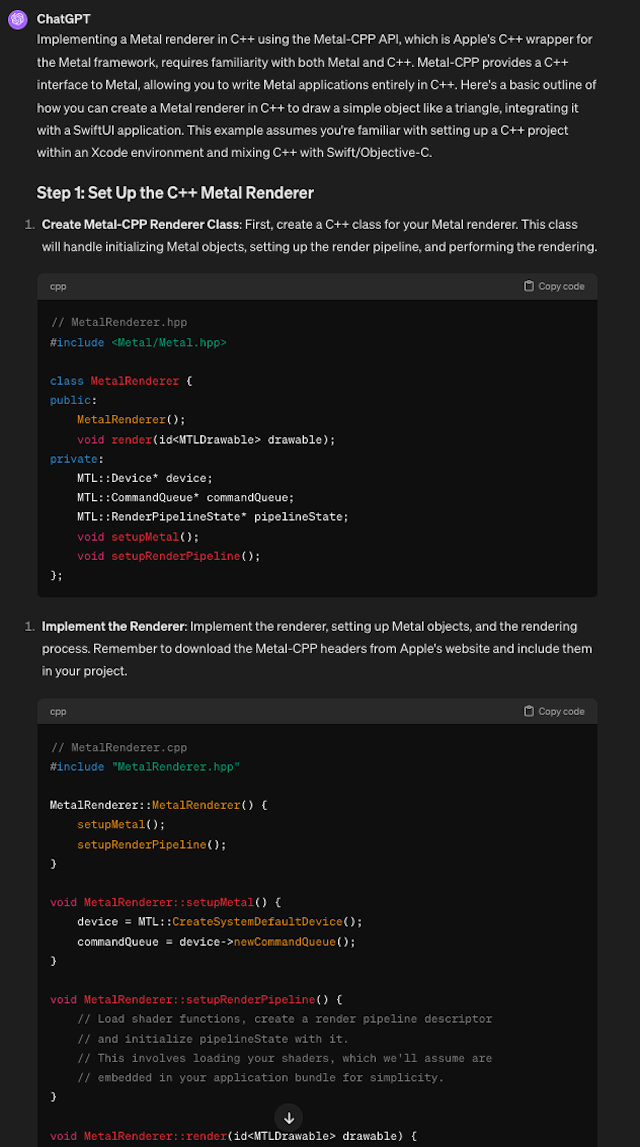 ChatGPT
Implementing a Metal renderer in C++ using the Metal-CPP API, which is Apple's C++ wrapper for
the Metal framework, requires familiarity with both Metal and C++. Metal-CPP provides a C++
interface to Metal, allowing you to write Metal applications entirely in C++. Here's a basic outline of
how you can create a Metal renderer in C++ to draw a simple object like a triangle, integrating it
with a SwiftUI application. This example assumes you're familiar with setting up a C++ project
within an Xcode environment and mixing C++ with Swift/Objective-C.
Step 1: Set Up the C++ Metal Renderer
1. Create Metal-CPP Renderer Class: First, create a C++ class for your Metal renderer. This class
will handle initializing Metal objects, setting up the render pipeline, and performing the rendering.
cpp Copy code
// MetalRenderer.hpp
#include <Metal/Metal.hpp>
class MetalRenderer {
public:
    MetalRenderer();
    void render(id<MTLDrawable> drawable);
private:
    MTL::Device* device;
    MTL::CommandQueue* commandQueue;
    MTL::RenderPipelineState* pipelineState;
    void setupMetal();
    void setupRenderPipeline();
};
1. Implement the Renderer: Implement the renderer, setting up Metal objects, and the rendering
process. Remember to download the Metal-CPP headers from Apple's website and include them
in your project.
cpp Copy code
// MetalRenderer.cpp
#include "MetalRenderer.hpp"
MetalRenderer::MetalRenderer() {
    setupMetal();
    setupRenderPipeline();
}
void MetalRenderer::setupMetal() {
    device = MTL::CreateSystemDefaultDevice();
    commandQueue = device->newCommandQueue();
}
void MetalRenderer::setupRenderPipeline() {
    // Load shader functions, create a render pipeline descriptor
    // and initialize pipelineState with it.
    // This involves loading your shaders, which we'll assume are
    // embedded in your application bundle for simplicity.
}
void MetalRenderer::render(id<MTLDrawable> drawable) {